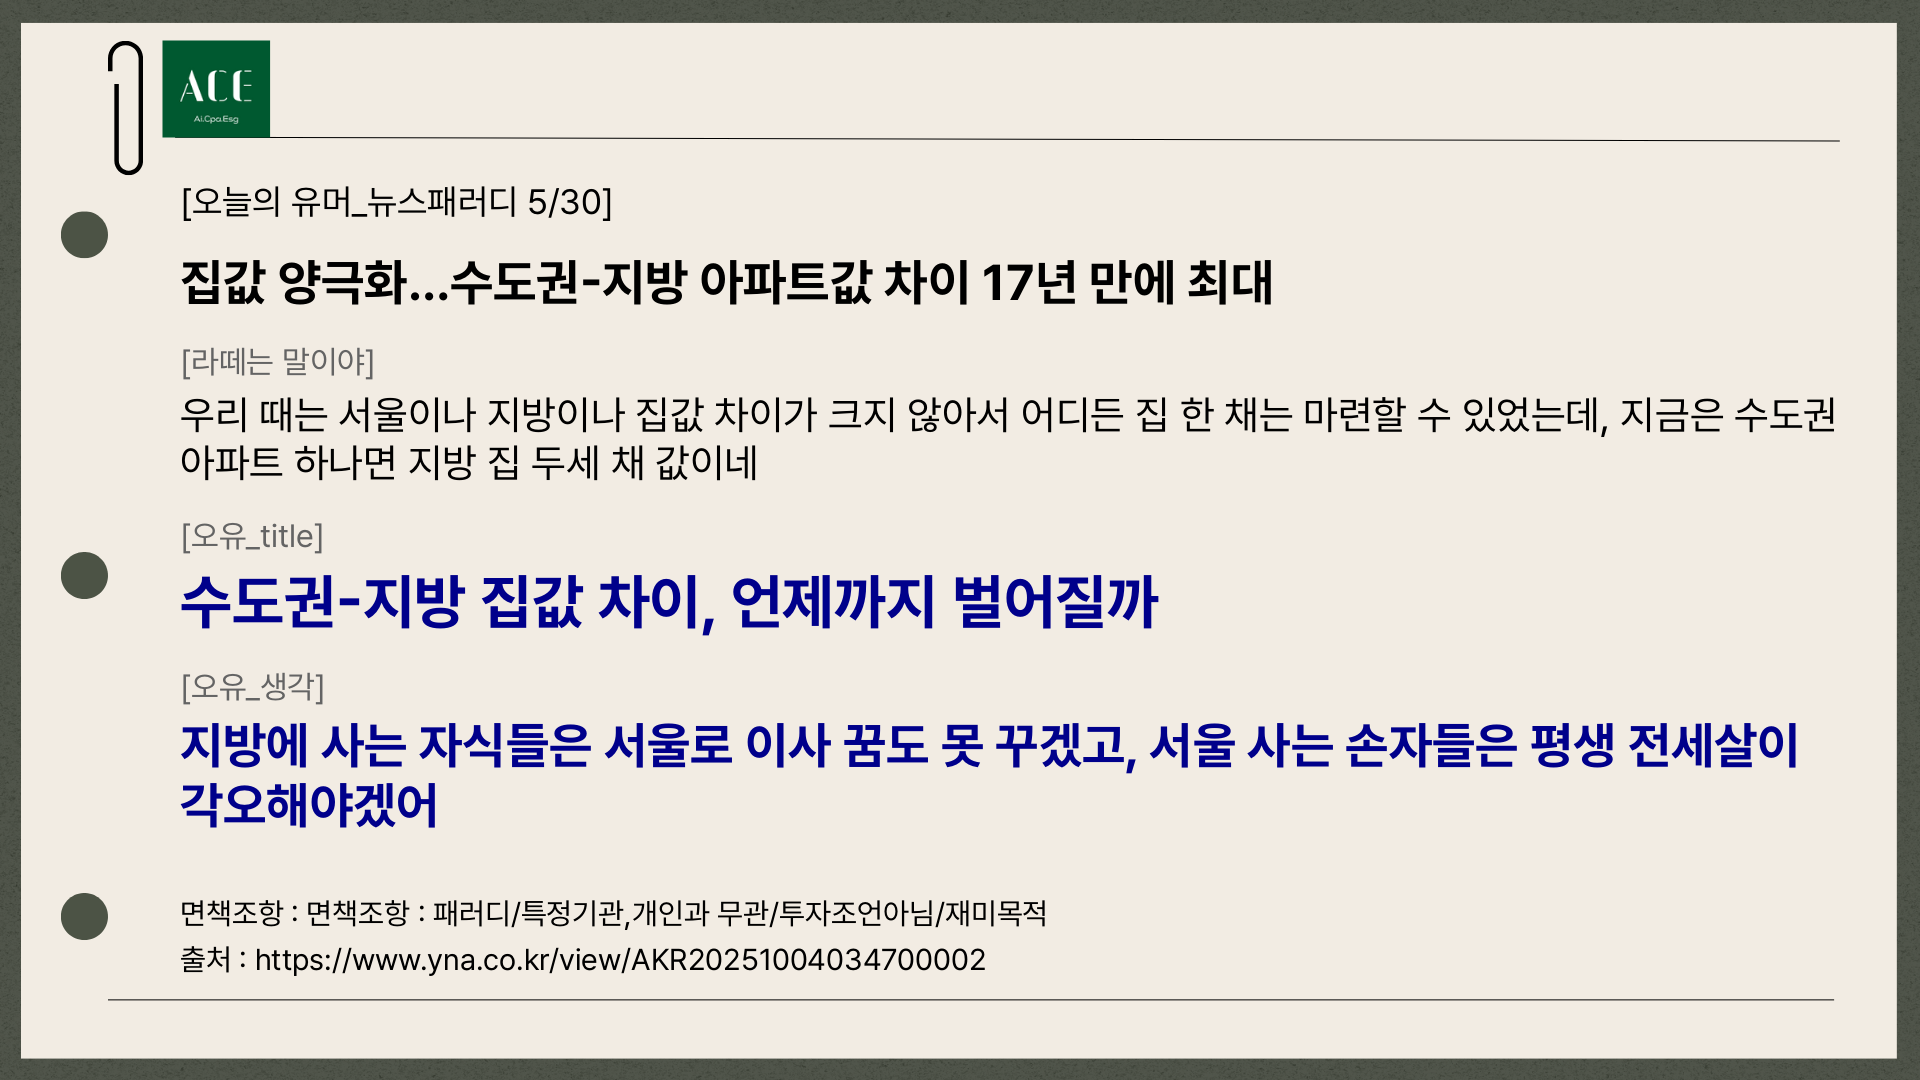 ACE
Ai.Cpa.Esg
[오늘의 유머_뉴스패러디 5/30]
집값 양극화...수도권-지방 아파트값 차이 17년 만에 최대
[라떼는 말이야]
우리 때는 서울이나 지방이나 집값 차이가 크지 않아서 어디든 집 한 채는 마련할 수 있었는데, 지금은 수도권
아파트 하나면 지방 집 두세 채 값이네
[오유_title]
수도권-지방 집값 차이, 언제까지 벌어질까
[오유_생각]
지방에 사는 자식들은 서울로 이사 꿈도 못 꾸겠고, 서울 사는 손자들은 평생 전세살이
각오해야겠어
면책조항 : 면책조항 : 패러디/특정기관,개인과 무관/투자조언아님/재미목적
출처 : https://www.yna.co.kr/view/AKR20251004034700002